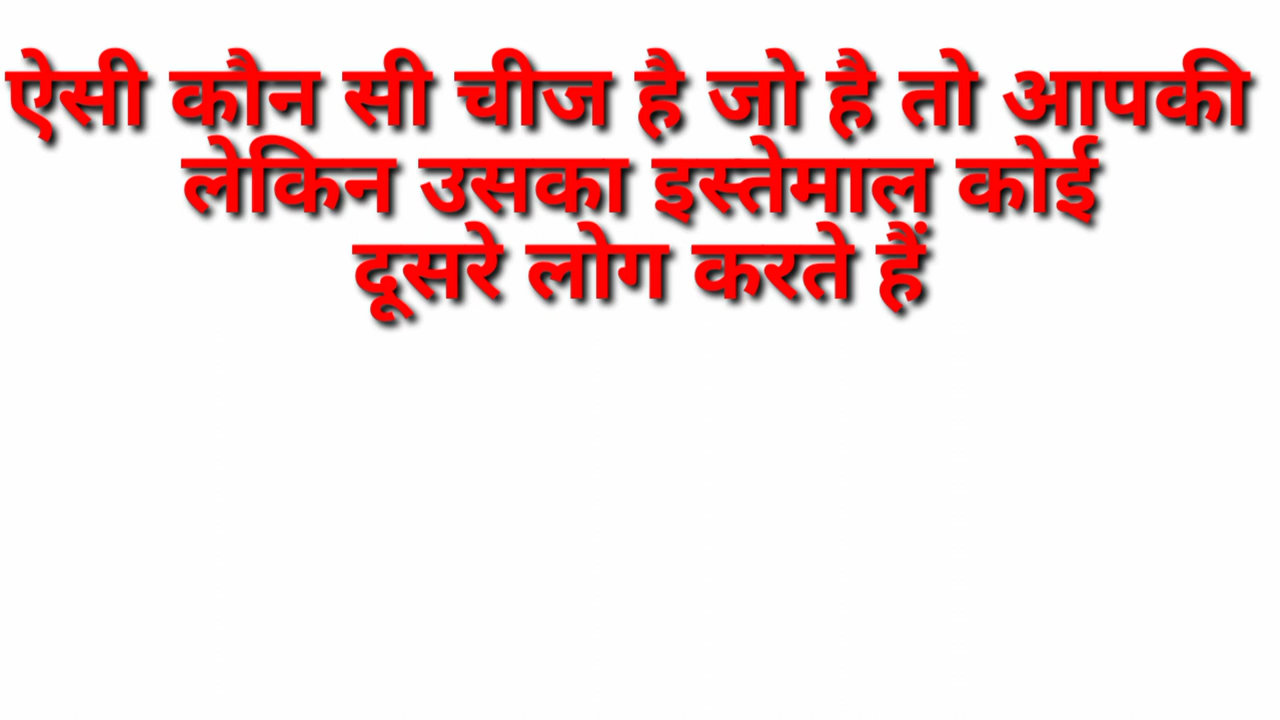 ऐसी कौन सी चीज है जो है तो आपकी
लेकिन उसका इस्तेमाल कोई
दूसरे लोग करते हैं